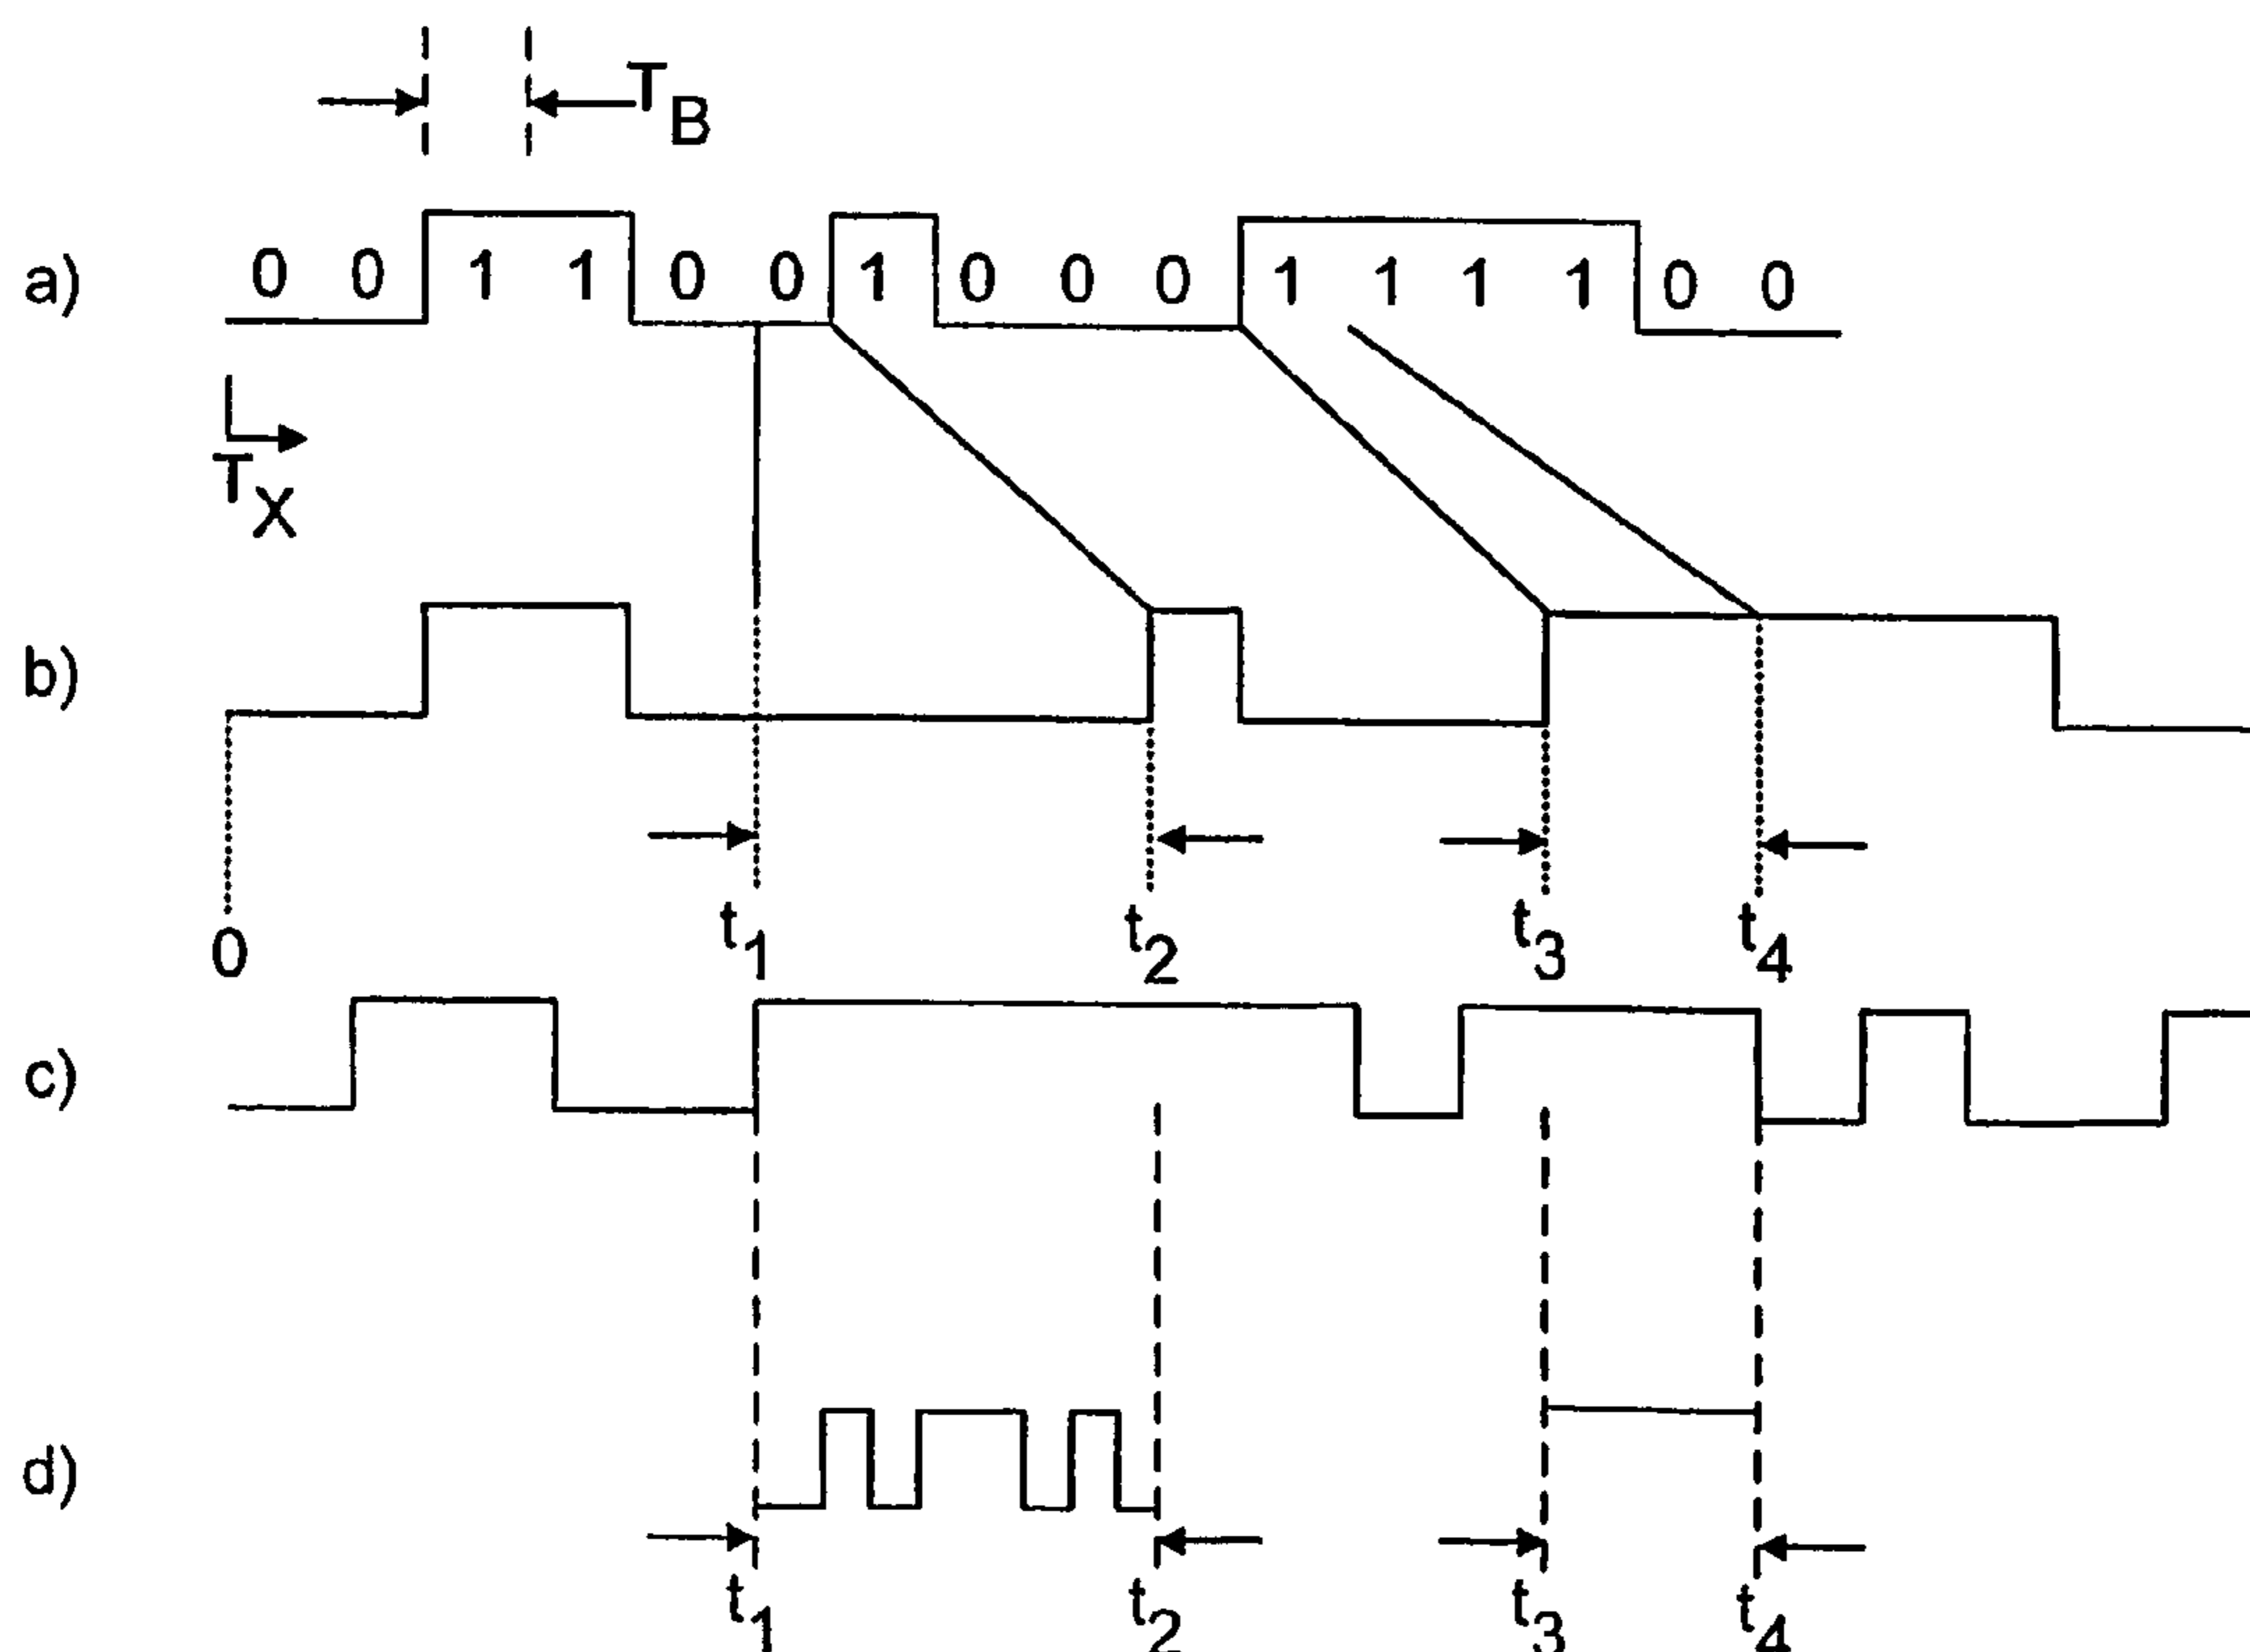 T_B
a) 0 0 1 1 0 0 1 0 0 0 1 1 1 1 0 0
T_X
b)
0 t_1 t_2 t_3 t_4
c)
d)
t_1 t_2 t_3 t_4